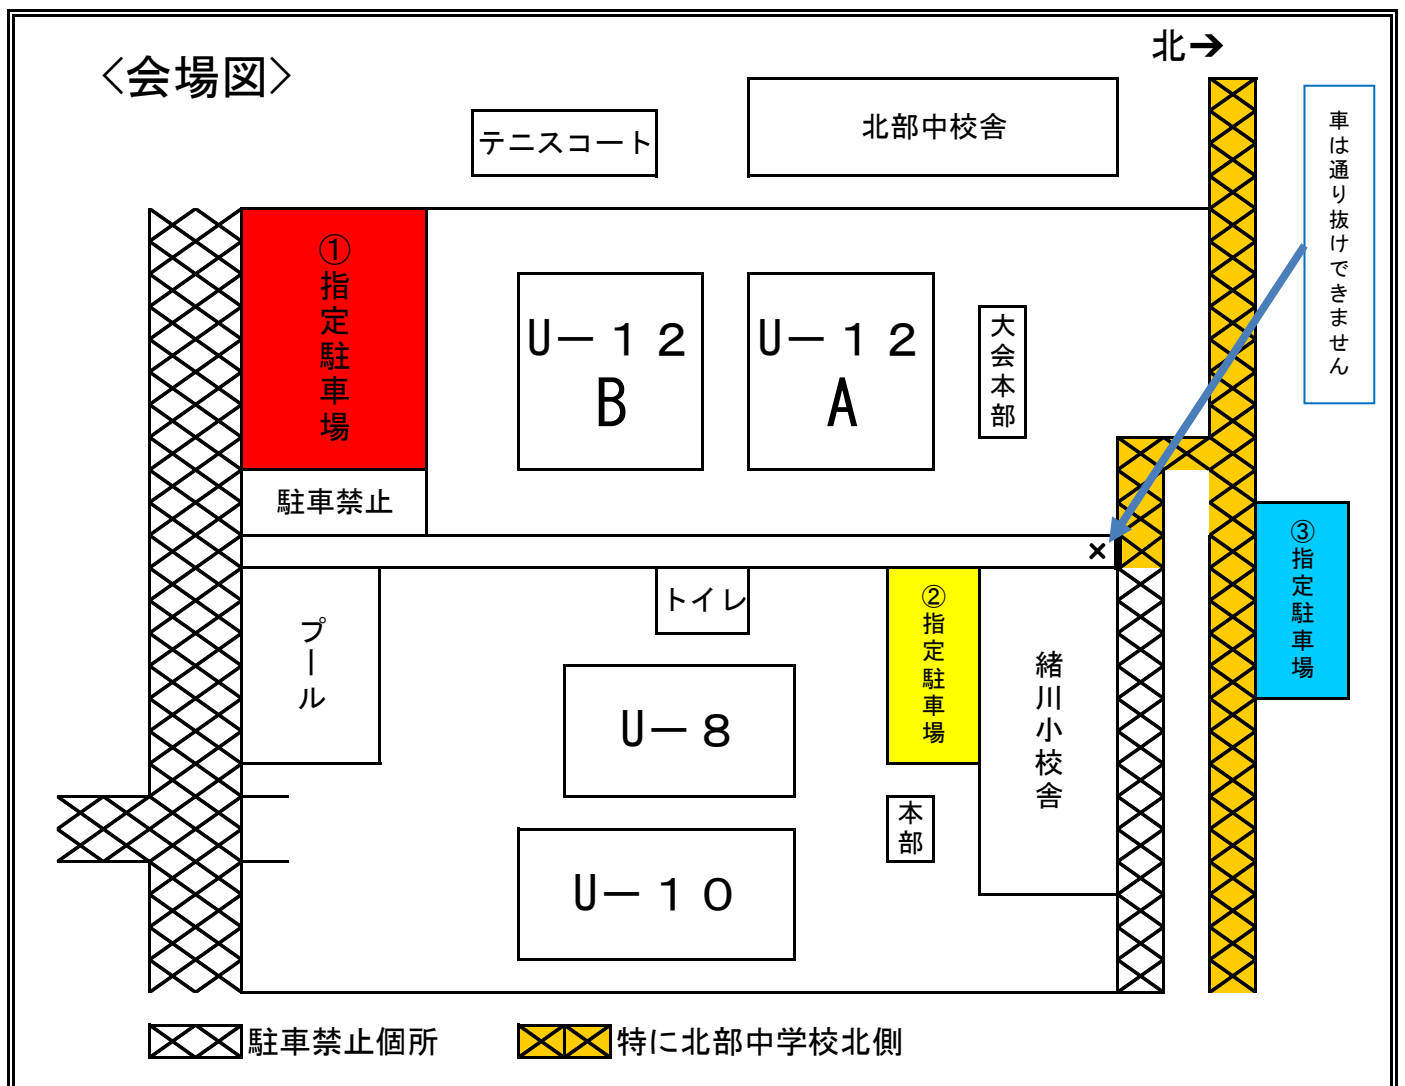 北→
〈会場図〉
テニスコート
北部中校舎
車は通り抜けできません
①指定駐車場
U－１２
B
U－１２
A
大会本部
駐車禁止
×
③指定駐車場
プール
トイレ
②指定駐車場
緒川小校舎
U－８
本部
U－１０
駐車禁止個所
特に北部中学校北側